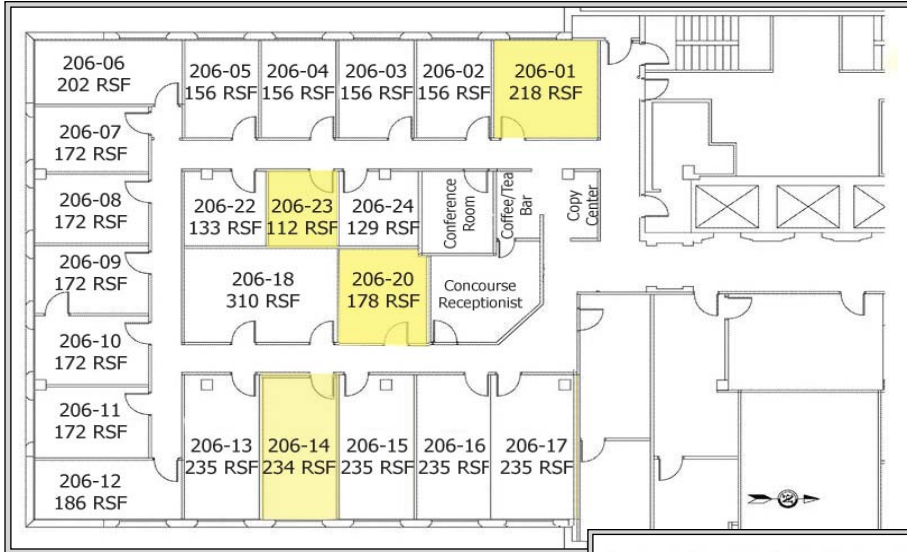 206-06
202 RSF
206-05
156 RSF
206-04
156 RSF
206-03
156 RSF
206-02
156 RSF
206-01
218 RSF
206-07
172 RSF
206-08
172 RSF
206-22
133 RSF
206-23
112 RSF
206-24
129 RSF
Conference
Room
Coffee/Tea
Bar
Copy
Center
206-09
172 RSF
206-18
310 RSF
206-20
178 RSF
Concourse
Receptionist
206-10
172 RSF
206-11
172 RSF
206-12
186 RSF
206-13
235 RSF
206-14
234 RSF
206-15
235 RSF
206-16
235 RSF
206-17
235 RSF
N